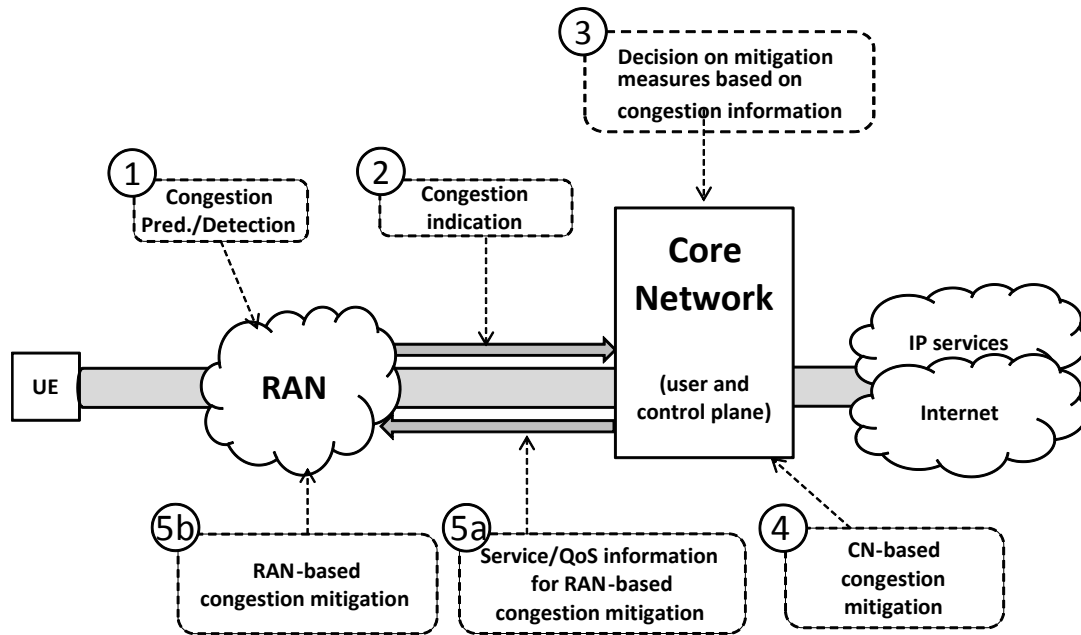 3
Decision on mitigation
measures based on
congestion information
1
Congestion
Pred./Detection
2
Congestion
indication
Core
Network
(user and
control plane)
UE
RAN
IP services
Internet
5b
RAN-based
congestion mitigation
5a
Service/QoS information
for RAN-based
congestion mitigation
4
CN-based
congestion
mitigation